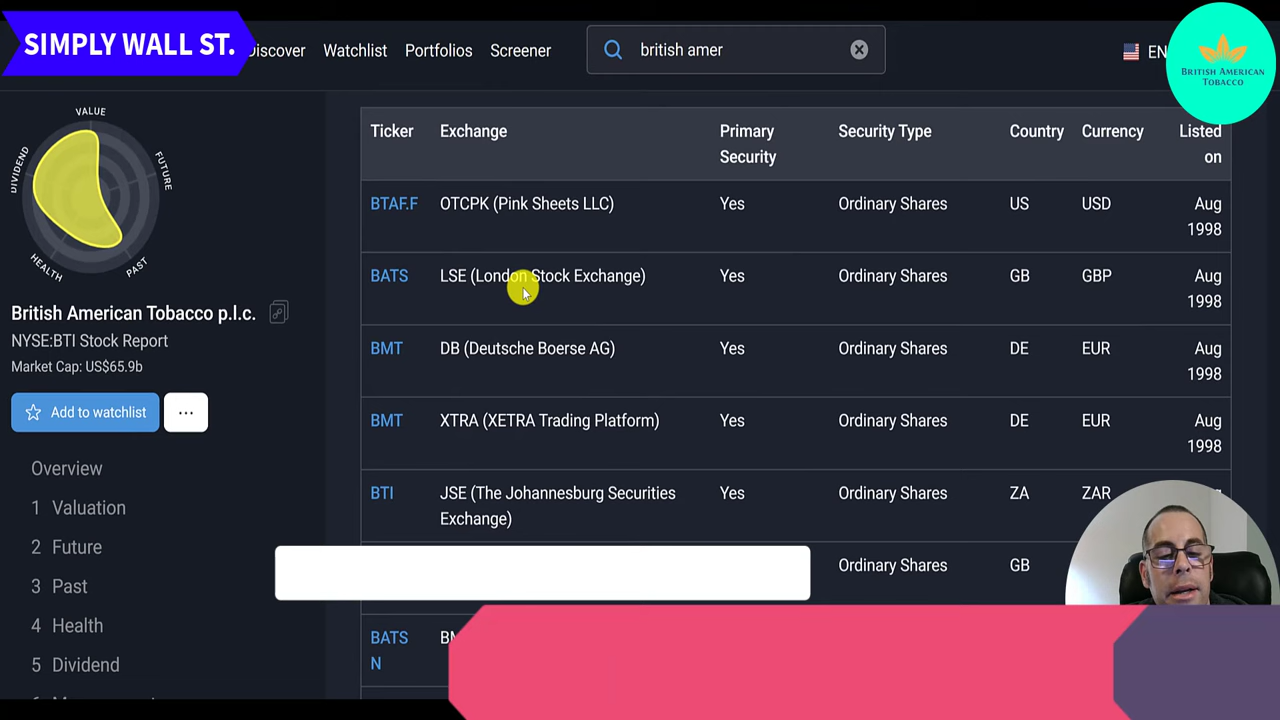 SIMPLY WALL ST.
Discover Watchlist Portfolios Screener
british amer
EN
BRITISH AMERICAN
TOBACCO
VALUE
FUTURE
PAST
HEALTH
DIVIDEND
British American Tobacco p.l.c.
NYSE:BTI Stock Report
Market Cap: US$65.9b
Add to watchlist
...
Overview
1 Valuation
2 Future
3 Past
4 Health
5 Dividend
Ticker Exchange Primary Security Security Type Country Currency Listed on
BTAF.F OTCPK (Pink Sheets LLC) Yes Ordinary Shares US USD Aug 1998
BATS LSE (London Stock Exchange) Yes Ordinary Shares GB GBP Aug 1998
BMT DB (Deutsche Boerse AG) Yes Ordinary Shares DE EUR Aug 1998
BMT XTRA (XETRA Trading Platform) Yes Ordinary Shares DE EUR Aug 1998
BTI JSE (The Johannesburg Securities Exchange) Yes Ordinary Shares ZA ZAR
Ordinary Shares GB
BATS N